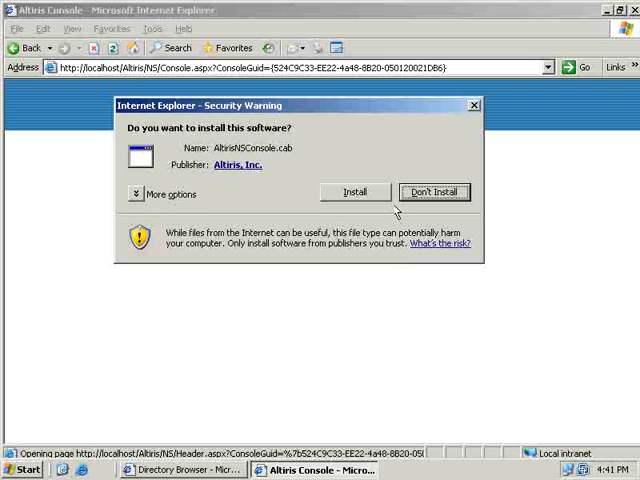 Altiris Console - Microsoft Internet Explorer
File Edit View Favorites Tools Help
Back Search Favorites
Address http://localhost/Altiris/NS/Console.aspx?ConsoleGuid={524C9C33-EE22-4a48-8B20-050120021DB6} Go Links »
Internet Explorer - Security Warning
Do you want to install this software?
Name: AltirisNSConsole.cab
Publisher: Altiris, Inc.
More options Install Don't Install
While files from the Internet can be useful, this file type can potentially harm
your computer. Only install software from publishers you trust. What's the risk?
Opening page http://localhost/Altiris/NS/Header.aspx?ConsoleGuid=%7b524C9C33-EE22-4a48-8B20-050 Local intranet
Start Directory Browser - Micr... Altiris Console - Micro... 4:41 PM